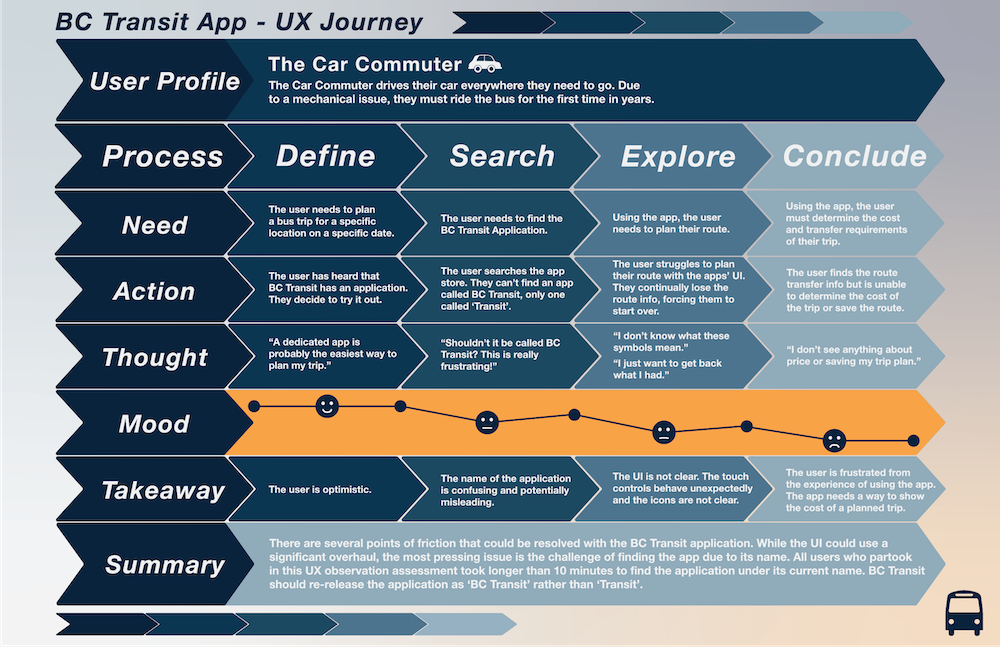 BC Transit App - UX Journey
User Profile
The Car Commuter
The Car Commuter drives their car everywhere they need to go. Due
to a mechanical issue, they must ride the bus for the first time in years.
Process
Define
Search
Explore
Conclude
Need
The user needs to plan
a bus trip for a specific
location on a specific date.
The user needs to find the
BC Transit Application.
Using the app, the user
needs to plan their route.
Using the app, the user
must determine the cost
and transfer requirements
of their trip.
Action
The user has heard that
BC Transit has an application.
They decide to try it out.
The user searches the app
store. They can't find an app
called BC Transit, only one
called ‘Transit’.
The user struggles to plan
their route with the apps' UI.
They continually lose the
route info, forcing them to
start over.
The user finds the route
transfer info but is unable
to determine the cost of
the trip or save the route.
Thought
“A dedicated app is
probably the easiest way to
plan my trip.”
“Shouldn't it be called BC
Transit? This is really
frustrating!”
“I don't know what these
symbols mean.”
“I just want to get back
what I had.”
“I don't see anything about
price or saving my trip plan.”
Mood
Takeaway
The user is optimistic.
The name of the application
is confusing and potentially
misleading.
The UI is not clear. The touch
controls behave unexpectedly
and the icons are not clear.
The user is frustrated from
the experience of using the app.
The app needs a way to show
the cost of a planned trip.
Summary
There are several points of friction that could be resolved with the BC Transit application. While the UI could use a
significant overhaul, the most pressing issue is the challenge of finding the app due to its name. All users who partook
in this UX observation assessment took longer than 10 minutes to find the application under its current name. BC Transit
should re-release the application as ‘BC Transit’ rather than ‘Transit’.